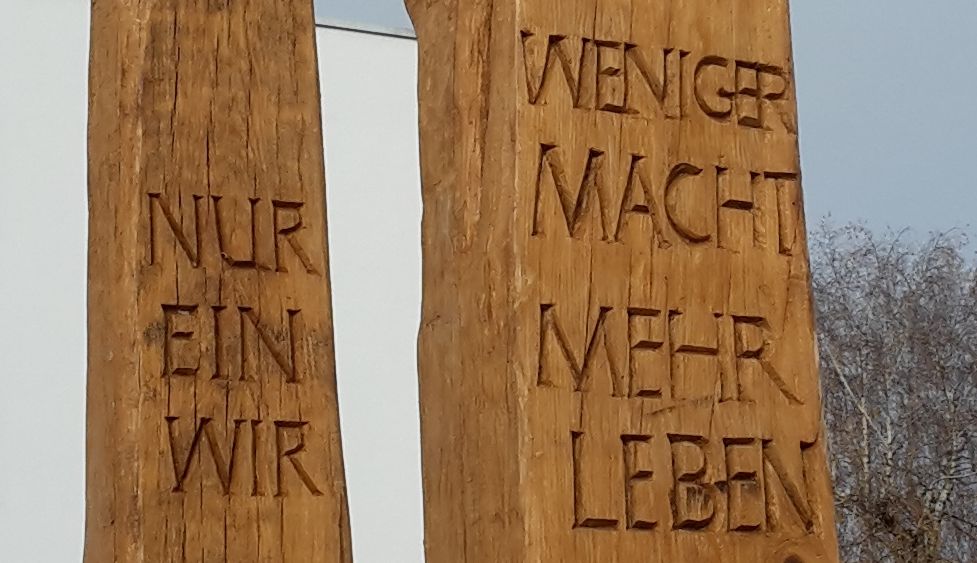 NUR
EIN
WIR
WENIGER
MACHT
MEHR
LEBEN